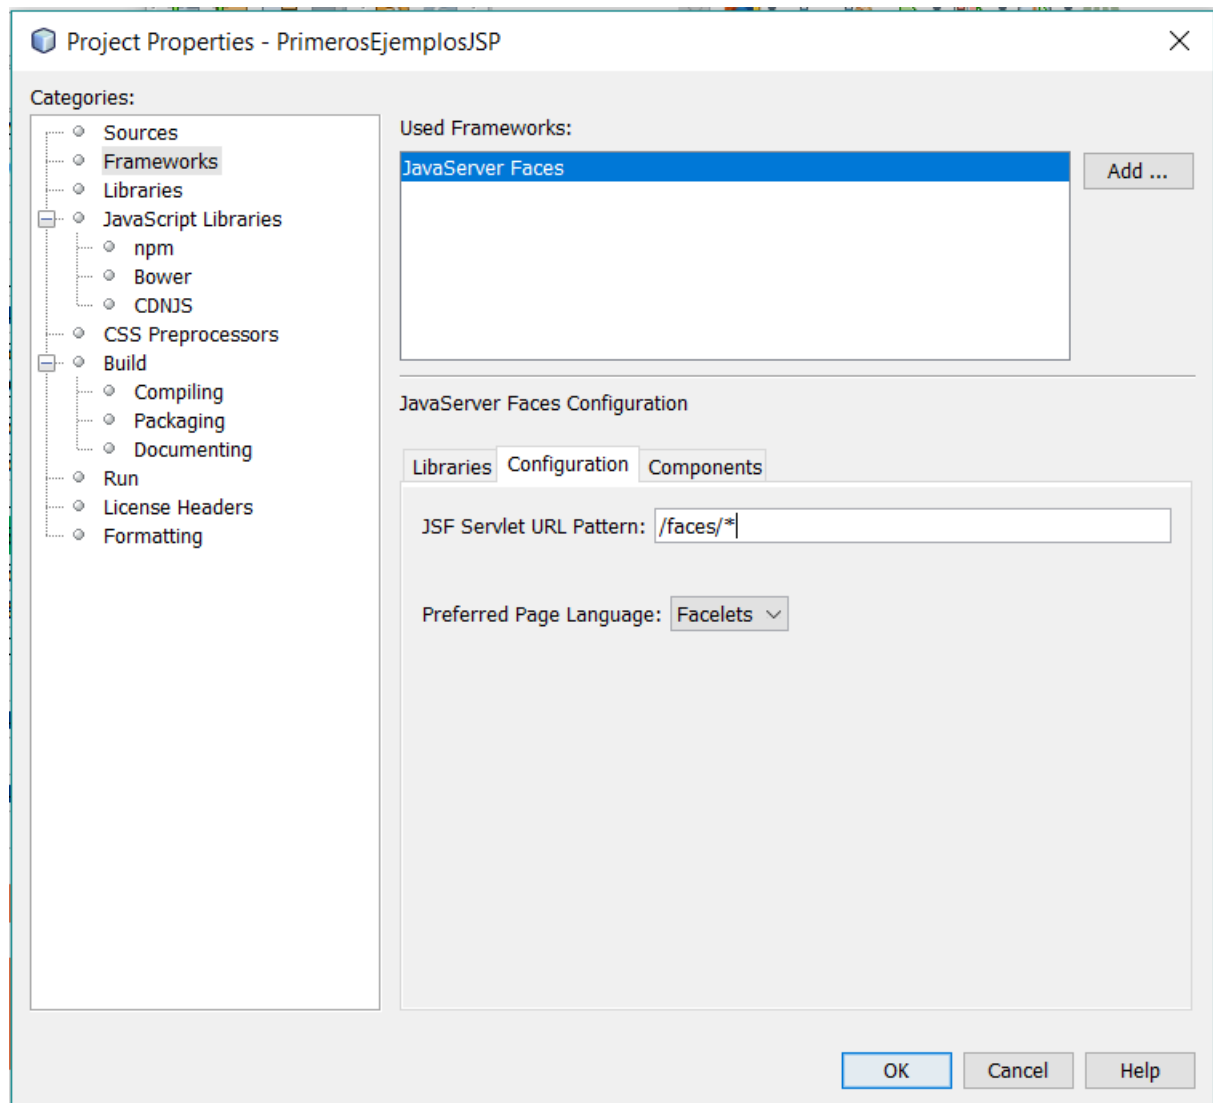 Project Properties - PrimerosEjemplosJSP
Categories:
Sources
Frameworks
Libraries
JavaScript Libraries
npm
Bower
CDNJS
CSS Preprocessors
Build
Compiling
Packaging
Documenting
Run
License Headers
Formatting
Used Frameworks:
JavaServer Faces
Add ...
JavaServer Faces Configuration
Libraries Configuration Components
JSF Servlet URL Pattern: /faces/*
Preferred Page Language: Facelets
OK Cancel Help